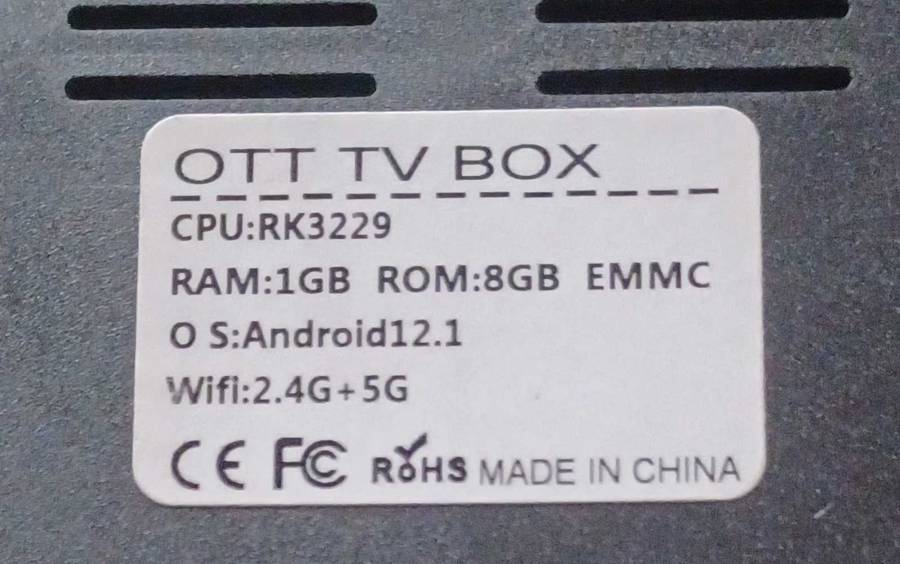 OTT TV BOX
CPU:RK3229
RAM:1GB ROM:8GB EMMC
O S:Android12.1
Wifi:2.4G+5G
CE FC ROHS MADE IN CHINA